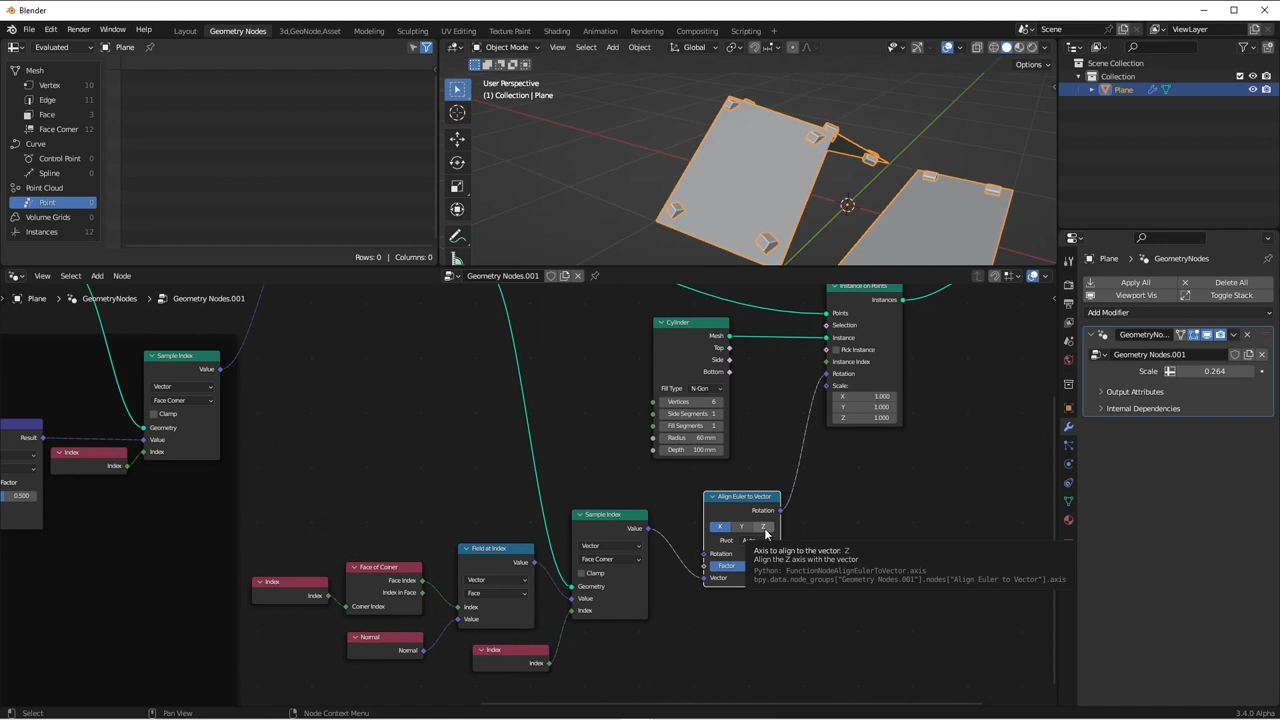 Blender
File Edit Render Window Help Layout Geometry Nodes 3d,GeoNode,Asset Modeling Sculpting UV Editing Texture Paint Shading Animation Rendering Compositing Scripting Scene ViewLayer
Evaluated Plane Object Mode View Select Add Object Global
Options
Mesh
Vertex 10
Edge 11
Face 3
Face Corner 12
Curve
Control Point 0
Spline 0
Point Cloud
Point 0
Volume Grids
Instances 12
Rows: 0 | Columns: 0
User Perspective
(1) Collection | Plane
Scene Collection
Collection
Plane
Plane GeometryNodes
Apply All Delete All
Viewport Vis Toggle Stack
Add Modifier
GeometryNo...
Geometry Nodes.001
Scale 0.264
Output Attributes
Internal Dependencies
View Select Add Node Geometry Nodes.001
Plane GeometryNodes Geometry Nodes.001
Result
Factor
0.500
Index
Index
Sample Index
Value
Vector
Face Corner
Clamp
Geometry
Value
Index
Index
Index
Face of Corner
Face Index
Index in Face
Corner Index
Normal
Normal
Field at Index
Value
Vector
Face
Index
Value
Index
Index
Sample Index
Value
Vector
Face Corner
Clamp
Geometry
Value
Index
Cylinder
Mesh
Top
Side
Bottom
Fill Type N-Gon
Vertices 6
Side Segments 1
Fill Segments 1
Radius 60 mm
Depth 100 mm
Instance on Points
Instances
Points
Selection
Instance
Pick Instance
Instance Index
Rotation
Scale:
X 1.000
Y 1.000
Z 1.000
Align Euler to Vector
Rotation
X Y Z
Pivot
Rotation
Factor
Vector
Axis to align to the vector: Z
Align the Z axis with the vector
Python: FunctionNodeAlignEulerToVector.axis
bpy.data.node_groups["Geometry Nodes.001"].nodes["Align Euler to Vector"].axis
Select Pan View Node Context Menu 3.4.0 Alpha